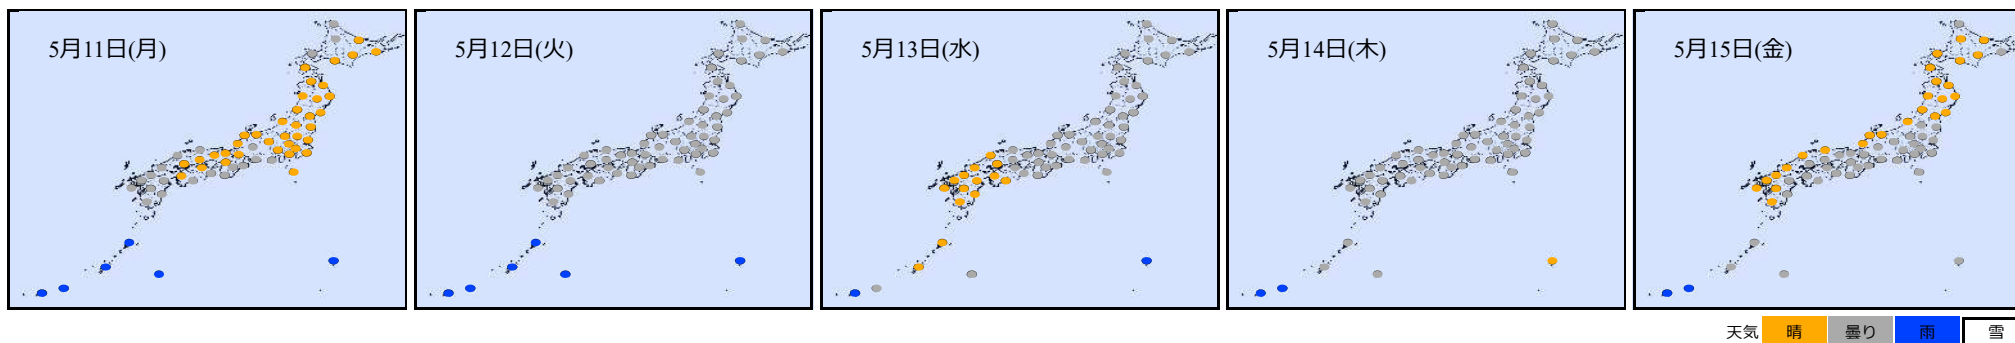 5月11日(月)
5月12日(火)
5月13日(水)
5月14日(木)
5月15日(金)
天気 晴 曇り 雨 雪